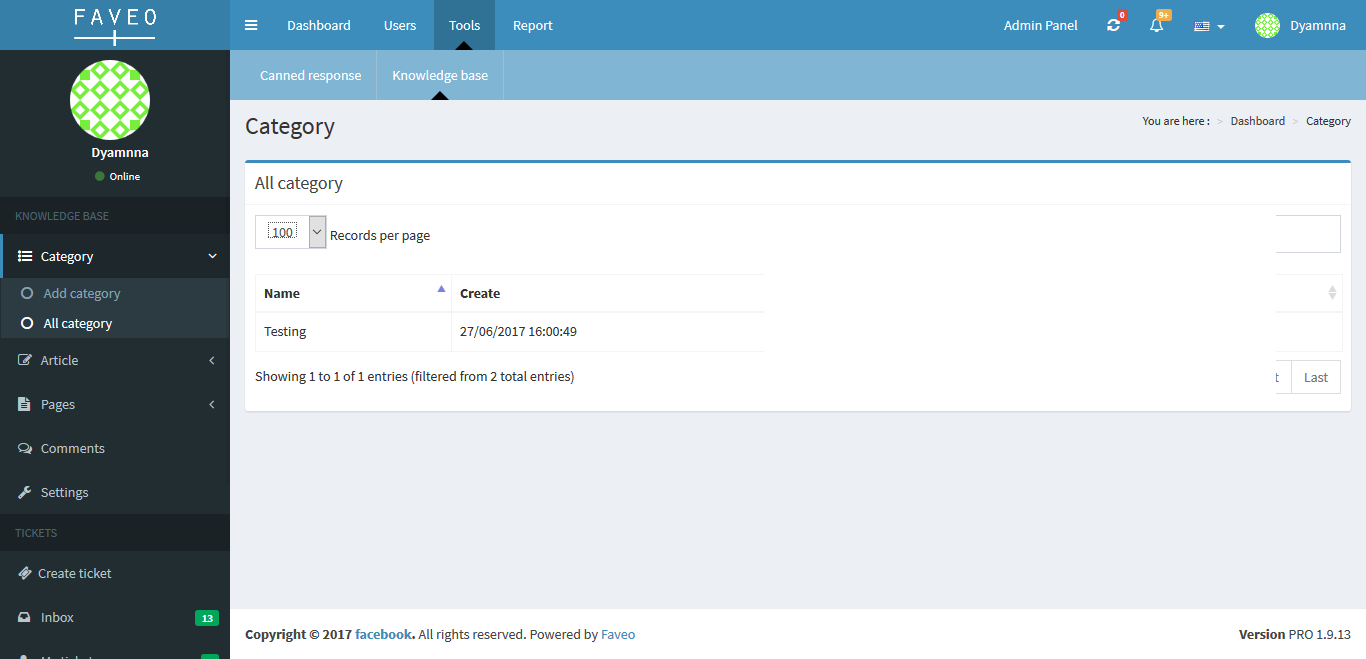 FAVEO
Dashboard Users Tools Report
Admin Panel 0 9+ Dyamnna
Canned response Knowledge base
Dyamnna
Online
KNOWLEDGE BASE
Category
Add category
All category
Article
Pages
Comments
Settings
TICKETS
Create ticket
Inbox 13
Category
You are here : > Dashboard > Category
All category
100 Records per page
Name Create
Testing 27/06/2017 16:00:49
Showing 1 to 1 of 1 entries (filtered from 2 total entries)
Last
Copyright © 2017 facebook. All rights reserved. Powered by Faveo
Version PRO 1.9.13